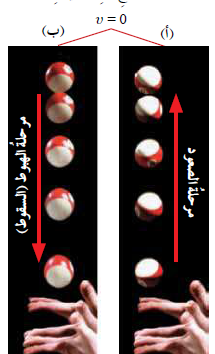 v = 0
(أ)
(ب)
مرحلة الصعود
مرحلة الهبوط (السقوط)